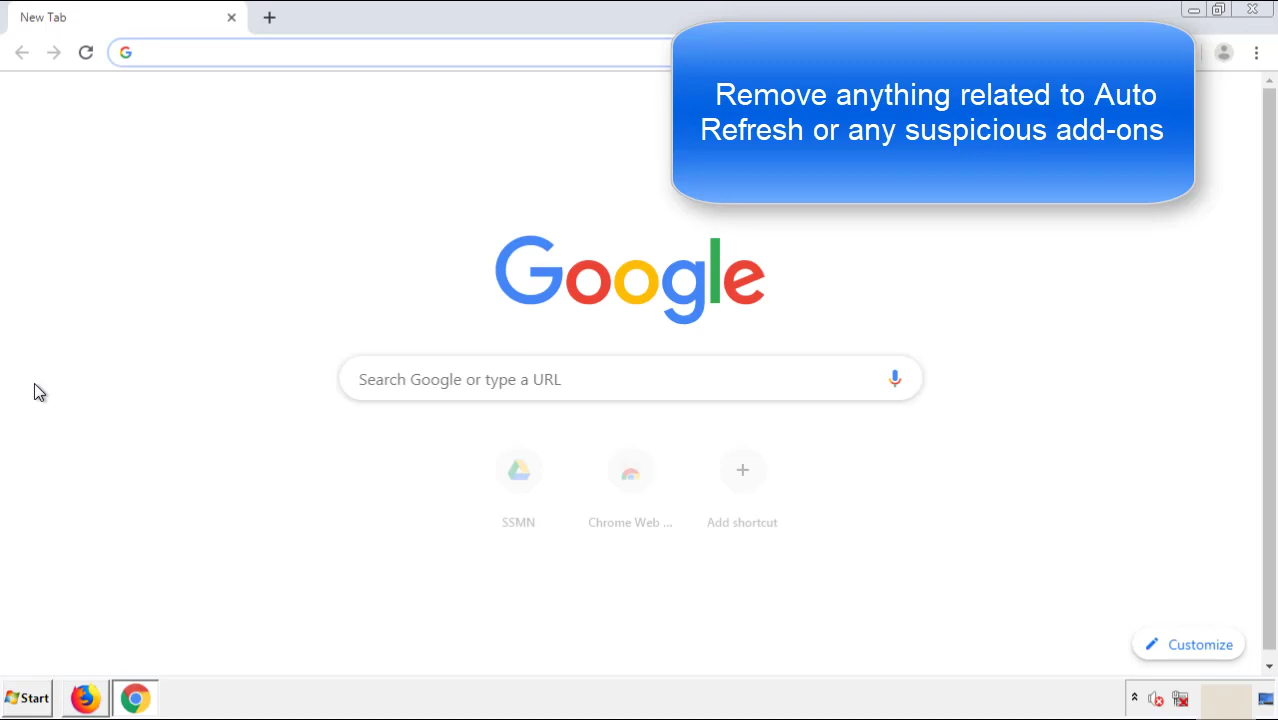 New Tab
Remove anything related to Auto
Refresh or any suspicious add-ons
Google
Search Google or type a URL
SSMN
Chrome Web ...
Add shortcut
Customize
Start